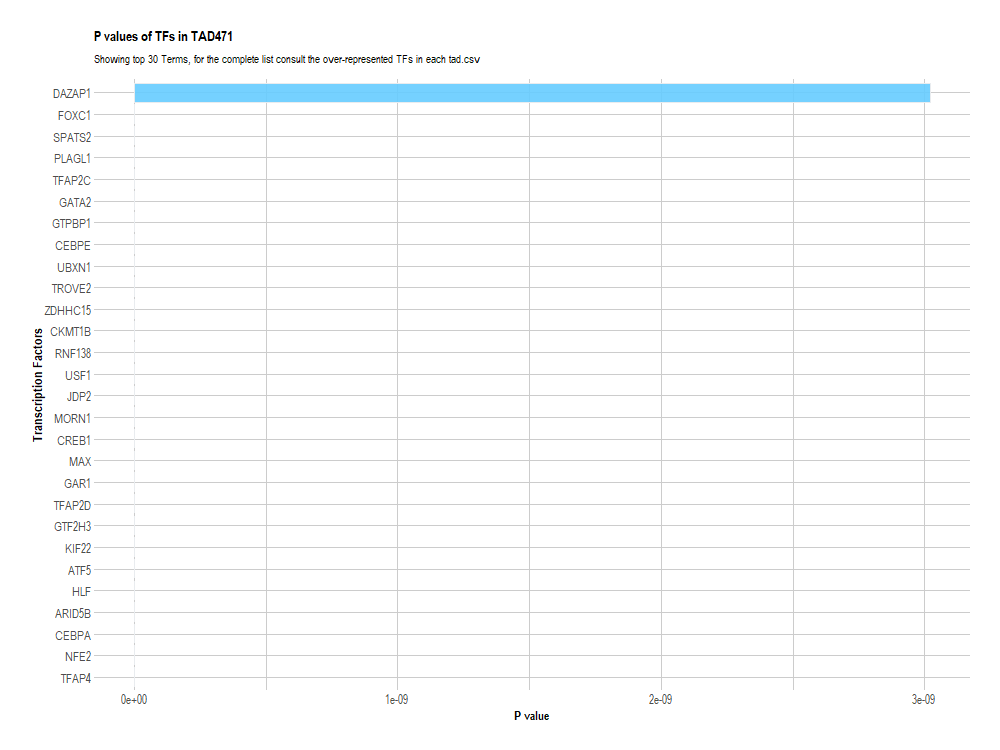 P values of TFs in TAD471
Showing top 30 Terms, for the complete list consult the over-represented TFs in each tad.csv
Transcription Factors
DAZAP1
FOXC1
SPATS2
PLAGL1
TFAP2C
GATA2
GTPBP1
CEBPE
UBXN1
TROVE2
ZDHHC15
CKMT1B
RNF138
USF1
JDP2
MORN1
CREB1
MAX
GAR1
TFAP2D
GTF2H3
KIF22
ATF5
HLF
ARID5B
CEBPA
NFE2
TFAP4
0e+00 1e-09 2e-09 3e-09
P value